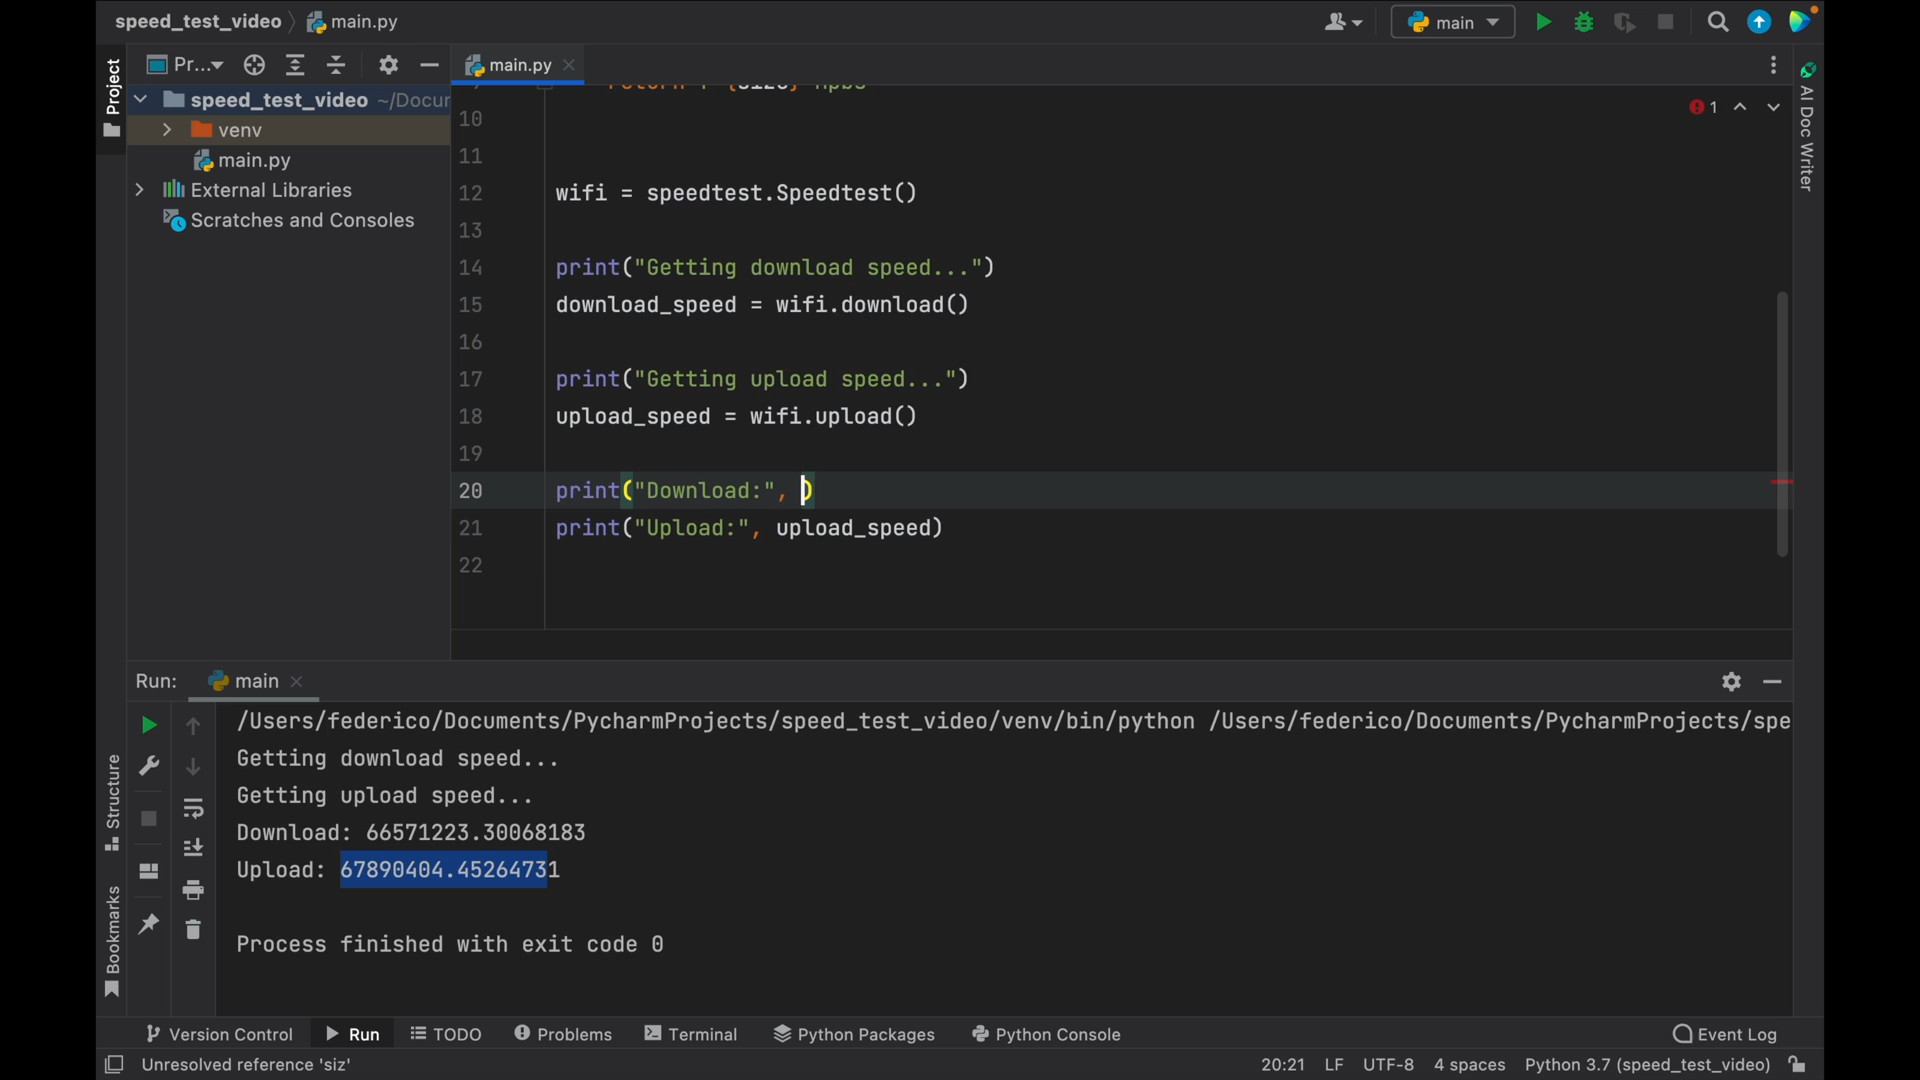 speed_test_video
main.py
main
Project
Pr...
main.py
speed_test_video ~/Docur
venv
main.py
External Libraries
Scratches and Consoles
10
11
12 wifi = speedtest.Speedtest()
13
14 print("Getting download speed...")
15 download_speed = wifi.download()
16
17 print("Getting upload speed...")
18 upload_speed = wifi.upload()
19
20 print("Download:", )
21 print("Upload:", upload_speed)
22
1
AI Doc Writer
Run: main
/Users/federico/Documents/PycharmProjects/speed_test_video/venv/bin/python /Users/federico/Documents/PycharmProjects/spe
Getting download speed...
Getting upload speed...
Download: 66571223.30068183
Upload: 67890404.45264731
Process finished with exit code 0
Structure
Bookmarks
Version Control Run TODO Problems Terminal Python Packages Python Console Event Log
Unresolved reference 'siz' 20:21 LF UTF-8 4 spaces Python 3.7 (speed_test_video)